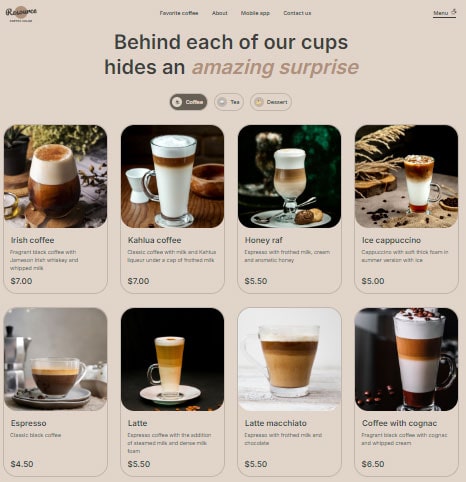 Resource
COFFEE HOUSE
Favorite coffee
About
Mobile app
Contact us
Menu
Behind each of our cups
hides an amazing surprise
Coffee
Tea
Dessert
Irish coffee
Fragrant black coffee with
Jameson Irish whiskey and
whipped milk
$7.00
Kahlua coffee
Classic coffee with milk and Kahlua
liqueur under a cap of frothed milk
$7.00
Honey raf
Espresso with frothed milk, cream
and aromatic honey
$5.50
Ice cappuccino
Cappuccino with soft thick foam in
summer version with ice
$5.00
Espresso
Classic black coffee
$4.50
Latte
Espresso coffee with the addition
of steamed milk and dense milk
foam
$5.50
Latte macchiato
Espresso with frothed milk and
chocolate
$5.50
Coffee with cognac
Fragrant black coffee with cognac
and whipped cream
$6.50